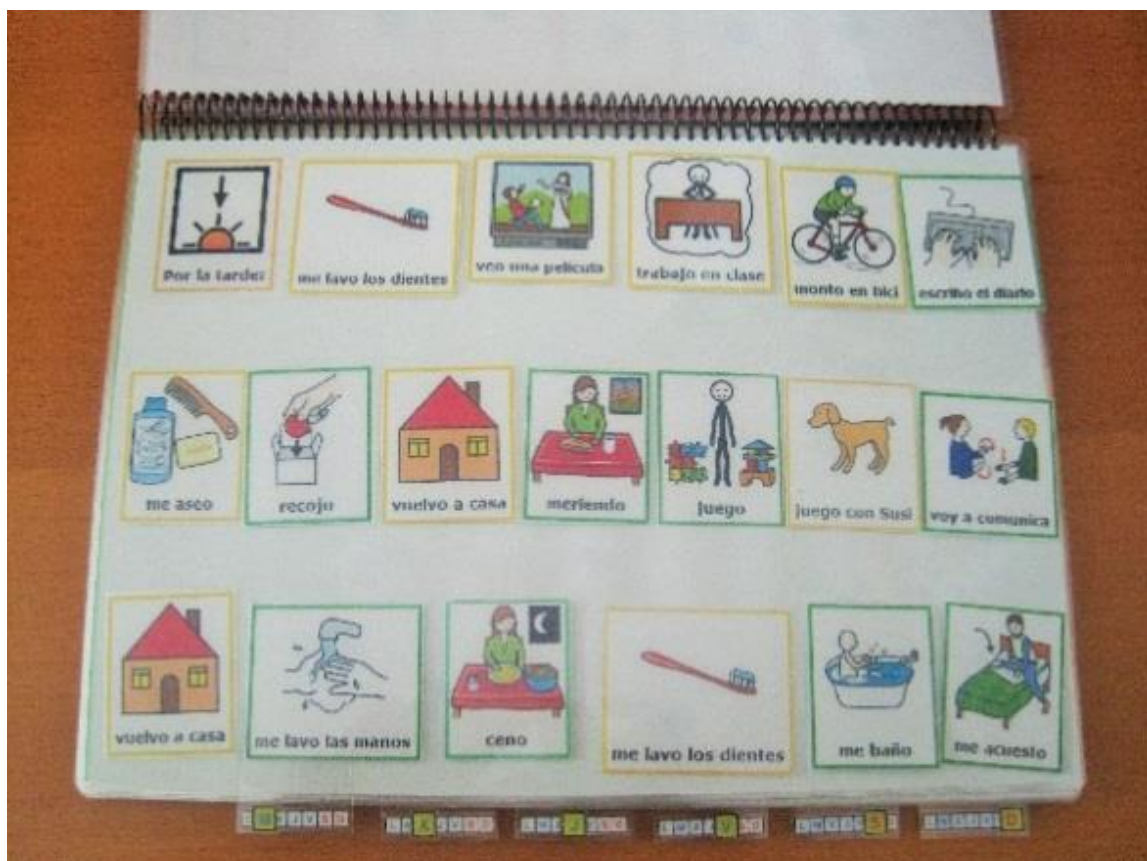 Por la tarde:
me lavo los dientes
veo una película
trabajo en clase
monto en bici
escribo el diario
me aseo
recojo
vuelvo a casa
meriendo
juego
juego con Susi
voy a comunica
vuelvo a casa
me lavo las manos
ceno
me lavo los dientes
me baño
me acuesto